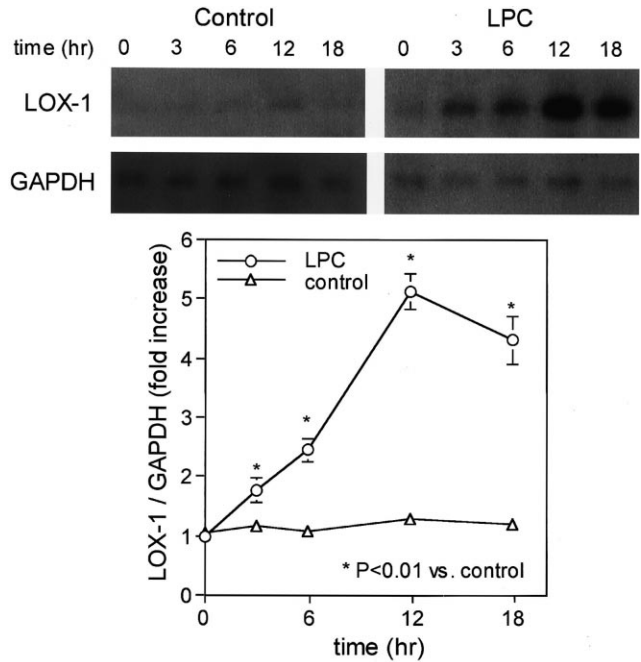 Control LPC
time (hr) 0 3 6 12 18 0 3 6 12 18
LOX-1
GAPDH
LOX-1 / GAPDH (fold increase)
6
5
4
3
2
1
0
LPC
control
*
*
*
*
* P<0.01 vs. control
0 6 12 18
time (hr)